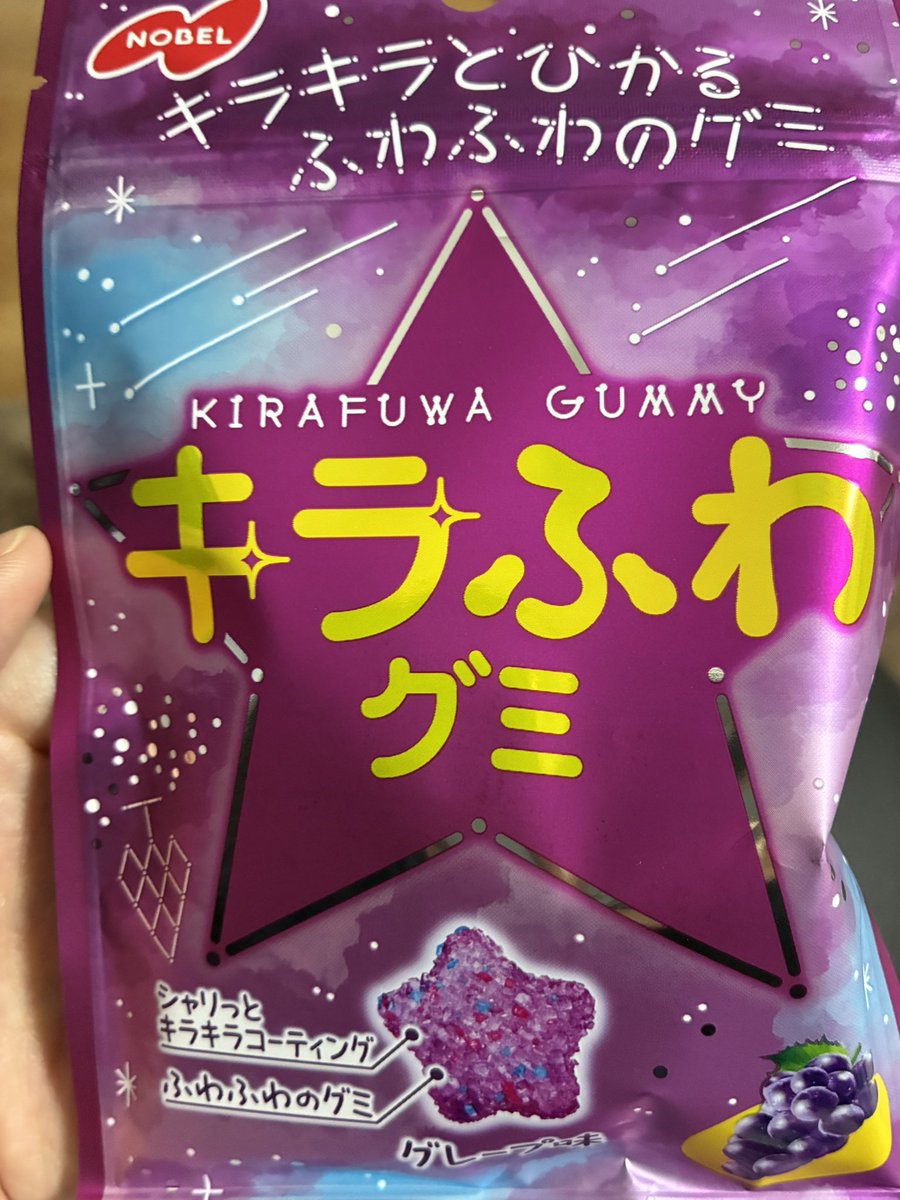 NOBEL
キラキラとひかる
ふわふわのグミ
KIRAFUWA GUMMY
キラふわ
グミ
シャリっと
キラキラコーティング
ふわふわのグミ
グレープ味